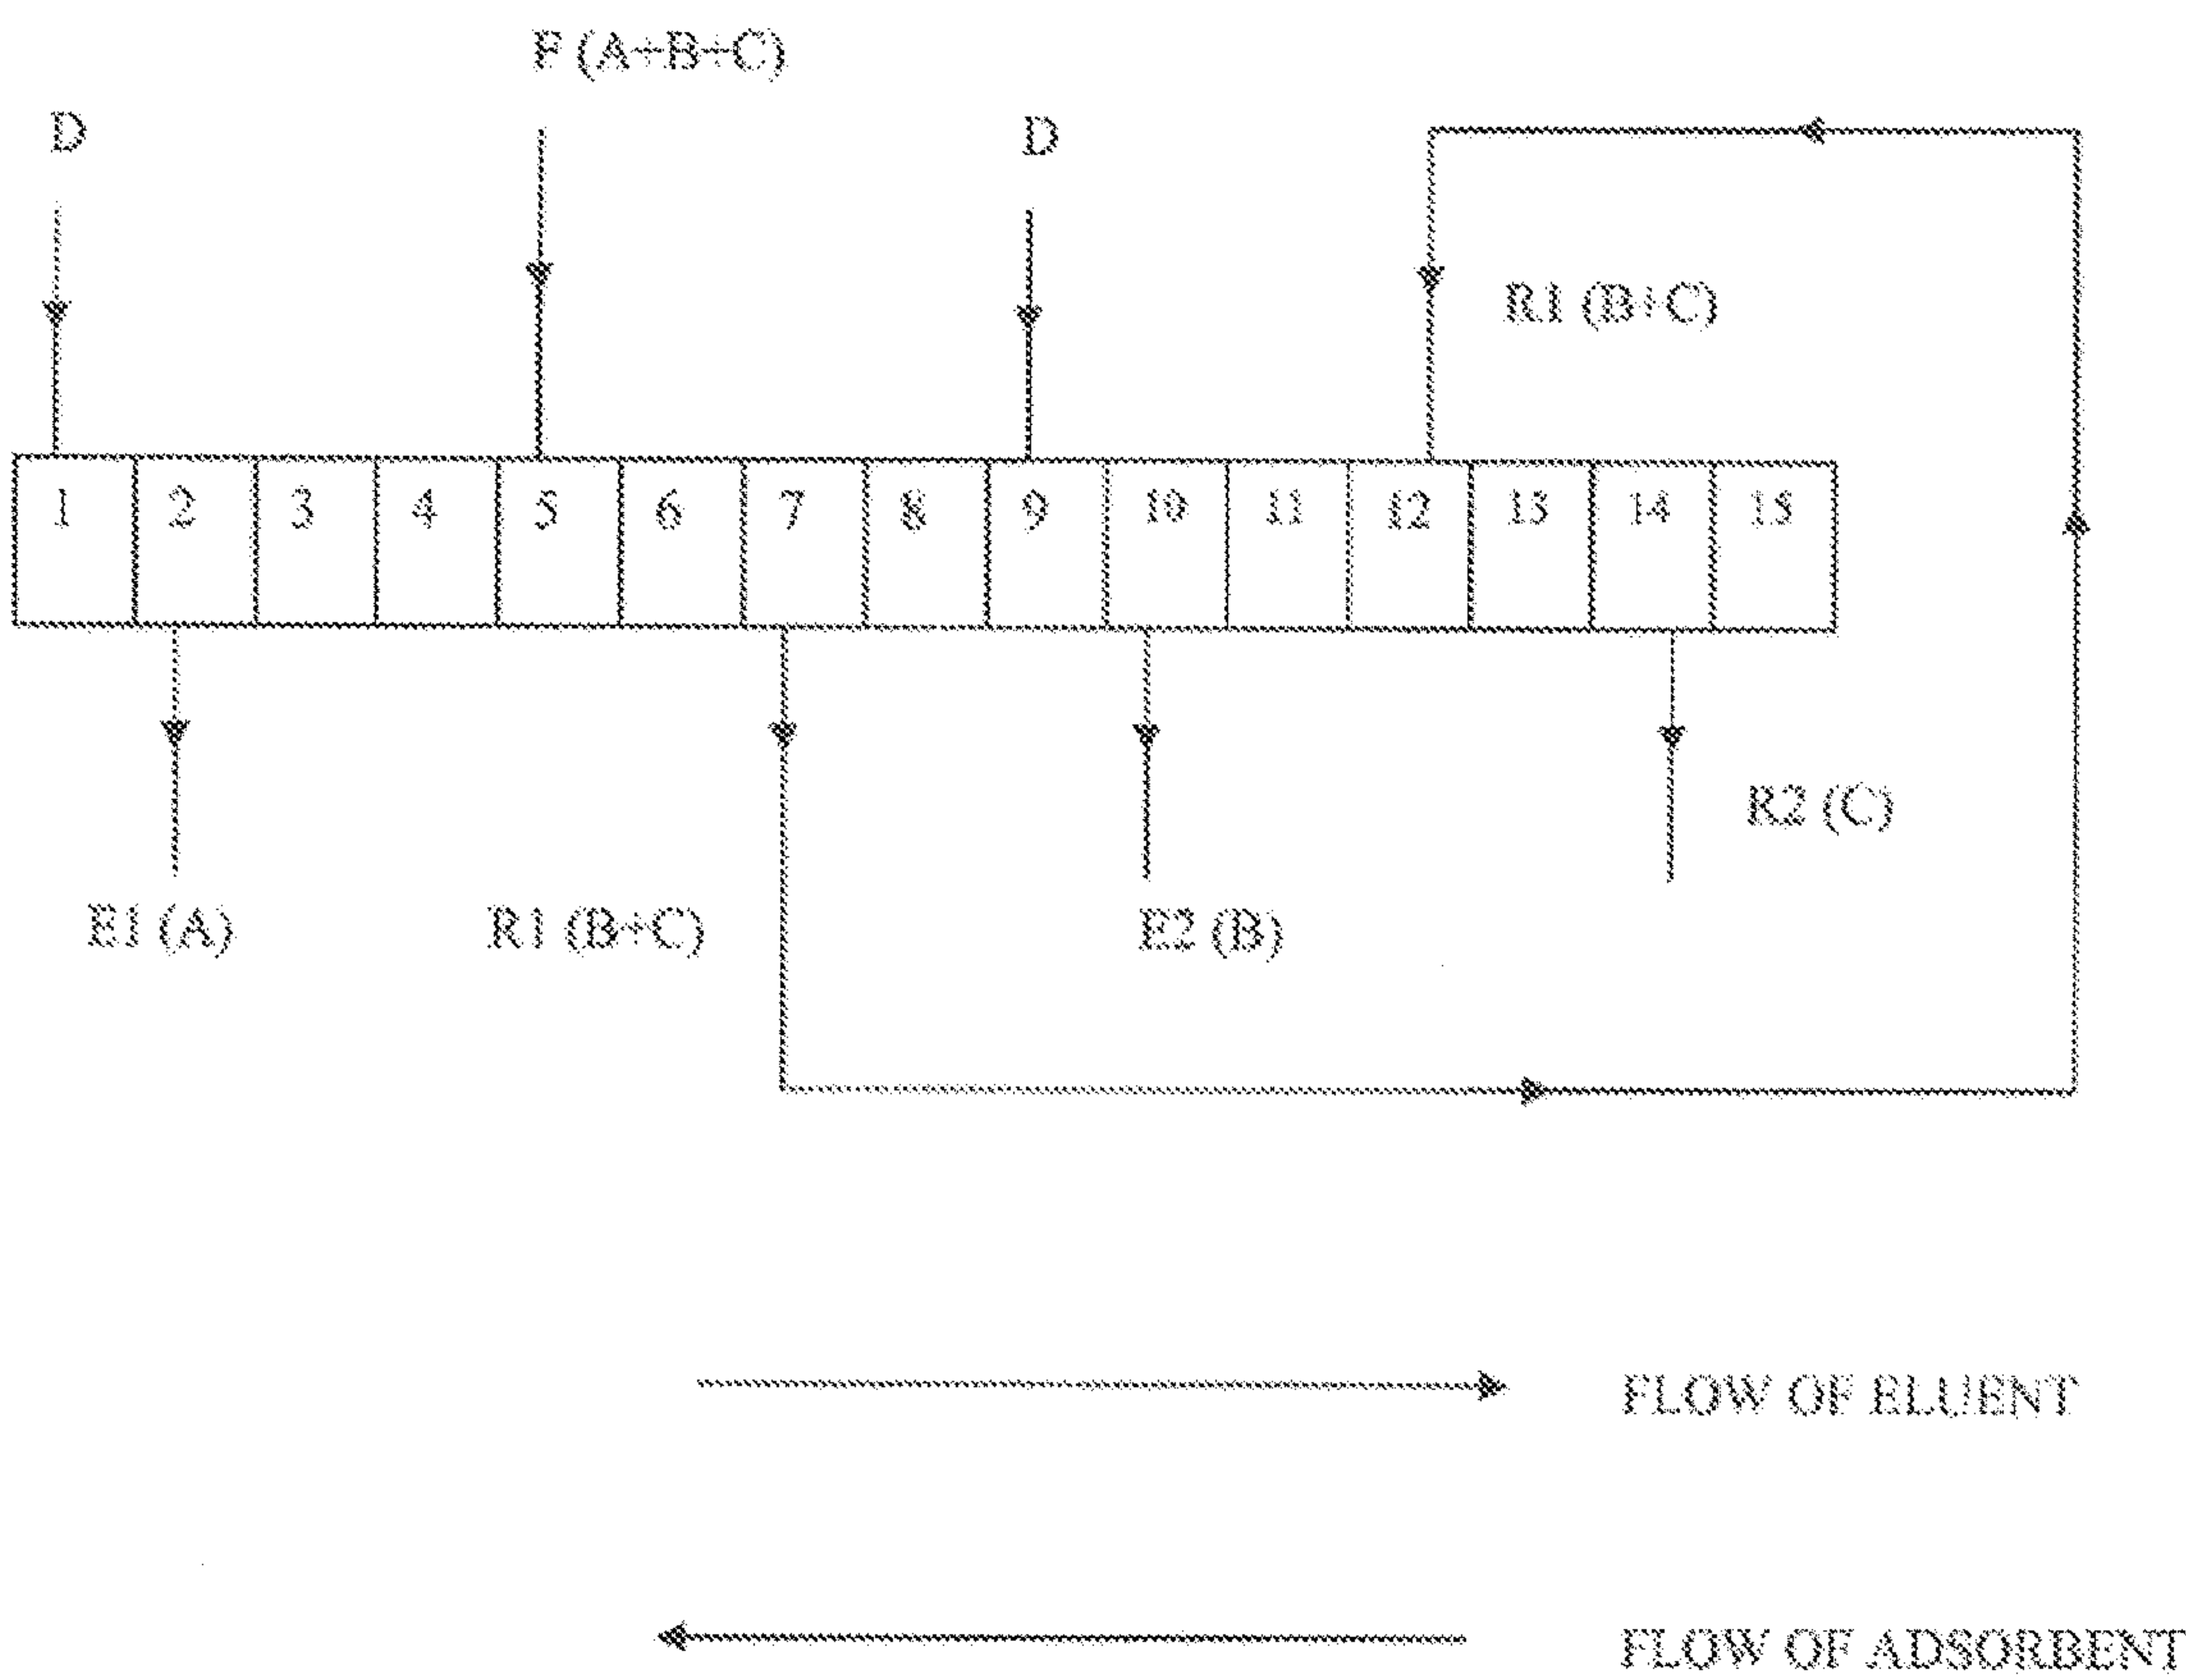 F (A+B+C)
D
D
R1 (B+C)
1 2 3 4 5 6 7 8 9 10 11 12 13 14 15
R2 (C)
E1 (A)
R1 (B+C)
E2 (B)
FLOW OF ELUENT
FLOW OF ADSORBENT